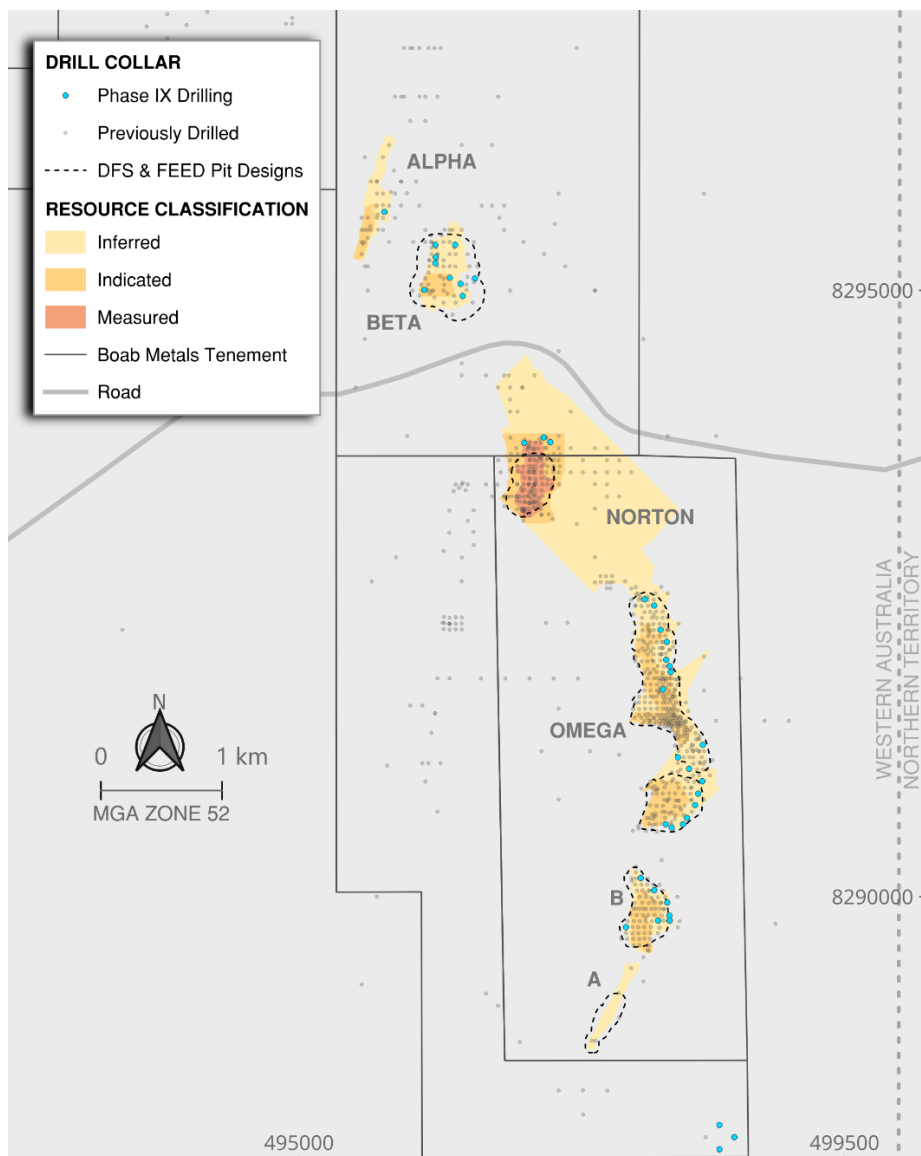 DRILL COLLAR
Phase IX Drilling
Previously Drilled
DFS & FEED Pit Designs
RESOURCE CLASSIFICATION
Inferred
Indicated
Measured
Boab Metals Tenement
Road
ALPHA
BETA
8295000
NORTON
WESTERN AUSTRALIA
NORTHERN TERRITORY
OMEGA
N
0 1 km
MGA ZONE 52
B
8290000
A
495000
499500